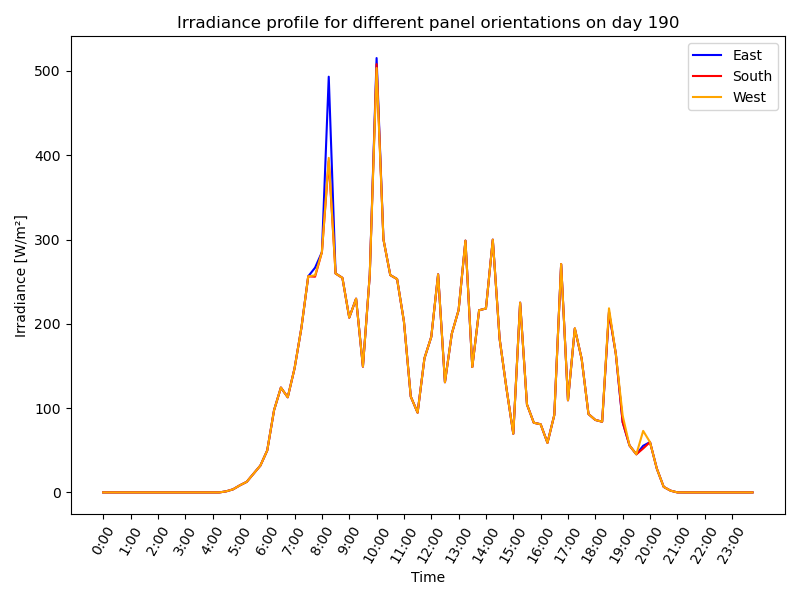 Irradiance profile for different panel orientations on day 190
East
South
West
Irradiance [W/m²]
500
400
300
200
100
0
0:00 1:00 2:00 3:00 4:00 5:00 6:00 7:00 8:00 9:00 10:00 11:00 12:00 13:00 14:00 15:00 16:00 17:00 18:00 19:00 20:00 21:00 22:00 23:00
Time